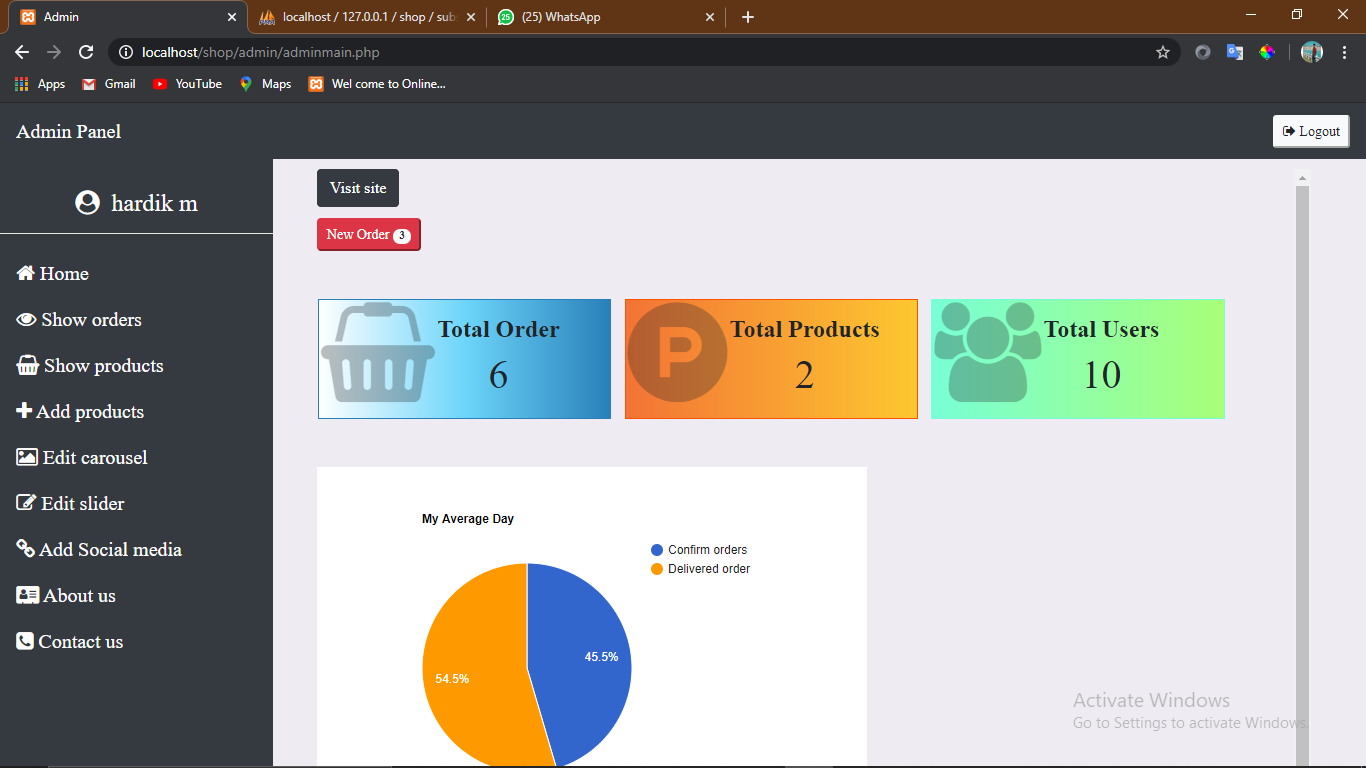 Admin
localhost / 127.0.0.1 / shop / sub
25
(25) WhatsApp
localhost/shop/admin/adminmain.php
Apps
Gmail
YouTube
Maps
Wel come to Online...
Admin Panel
Logout
hardik m
Home
Show orders
Show products
Add products
Edit carousel
Edit slider
Add Social media
About us
Contact us
Visit site
New Order 3
Total Order
6
P
Total Products
2
Total Users
10
My Average Day
Confirm orders
Delivered order
45.5%
54.5%
Activate Windows
Go to Settings to activate Windows.